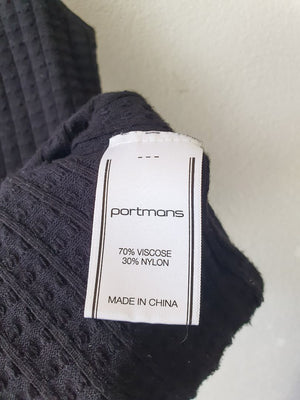 portmans
70% VISCOSE
30% NYLON
MADE IN CHINA